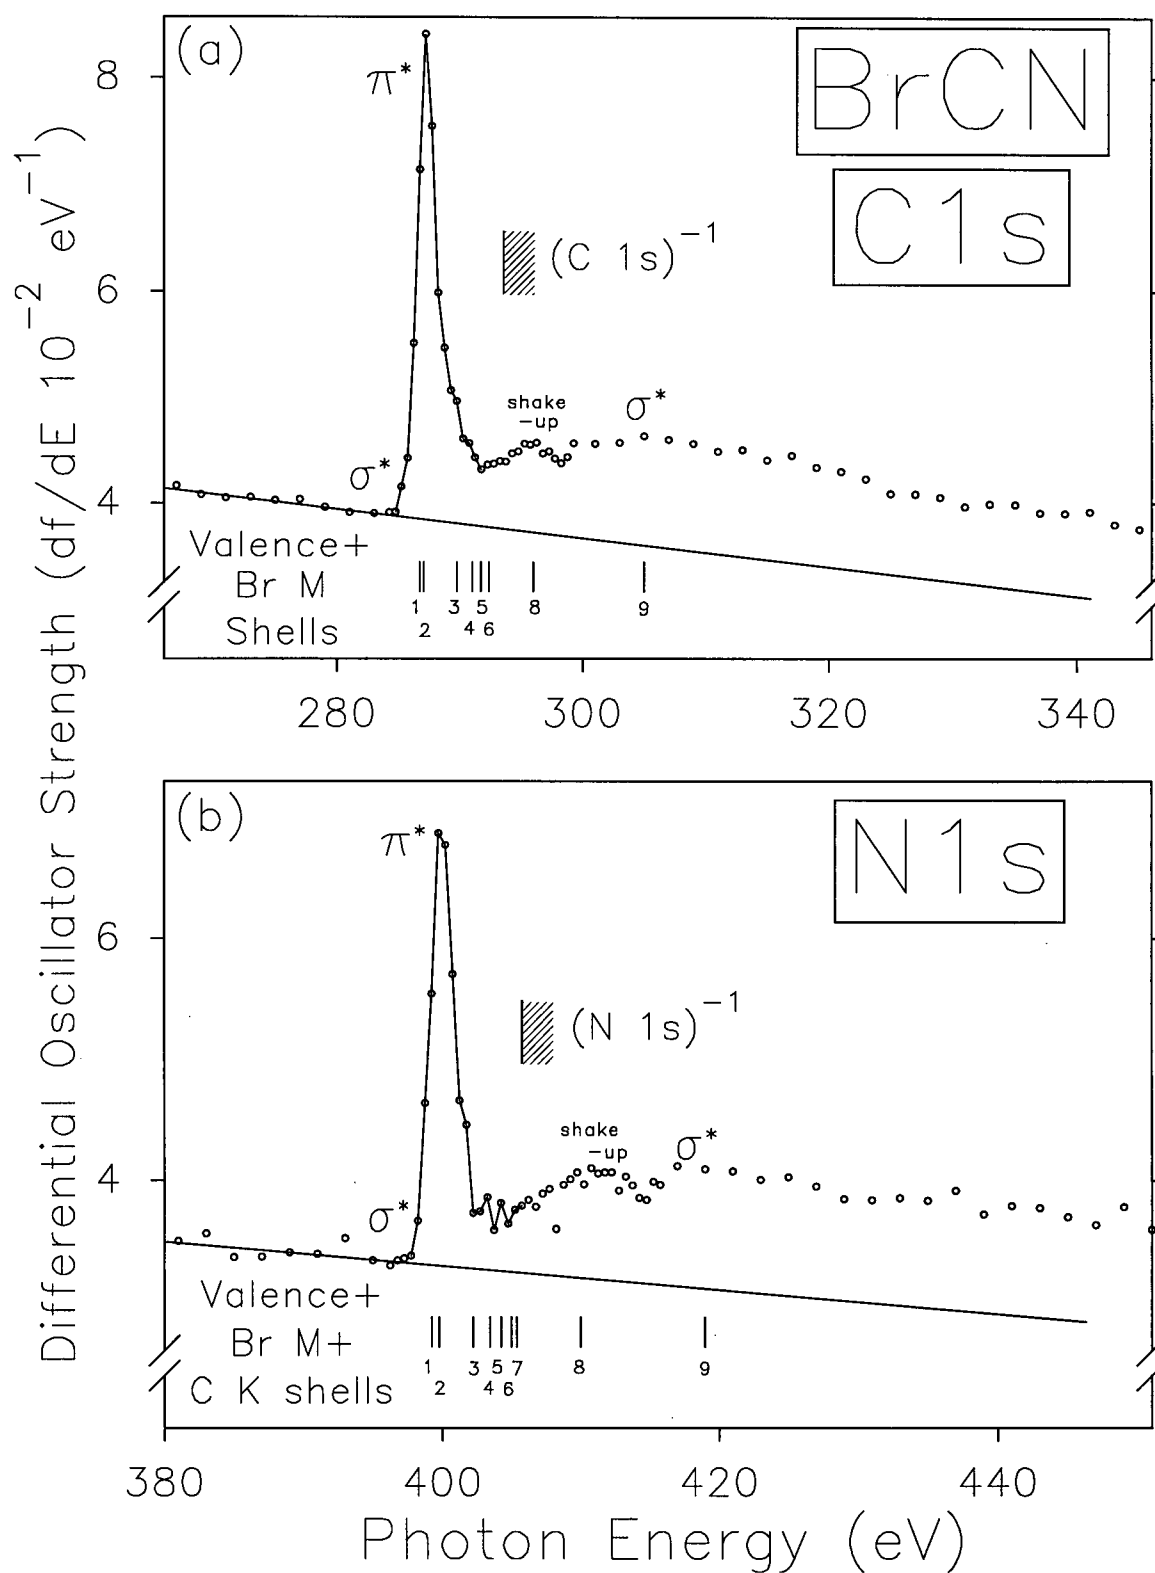 Differential Oscillator Strength (df/dE 10⁻² eV⁻¹)
(a)
BrCN
C1s
π*
(C 1s)⁻¹
shake
-up
σ*
σ*
Valence+
Br M
Shells
1
2
3
4
5
6
8
9
8
6
4
280
300
320
340
(b)
N1s
π*
(N 1s)⁻¹
shake
-up
σ*
σ*
Valence+
Br M+
C K shells
1
2
3
4
5
6
7
8
9
6
4
380
400
420
440
Photon Energy (eV)